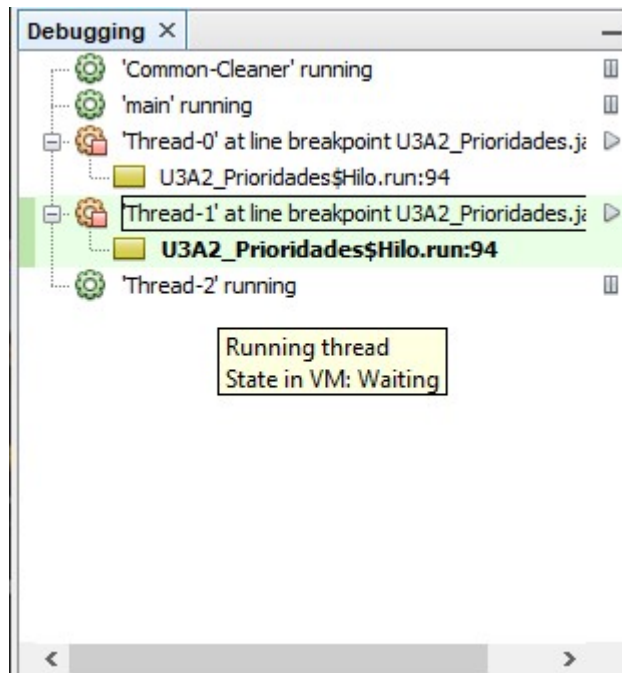 Debugging
'Common-Cleaner' running
'main' running
'Thread-0' at line breakpoint U3A2_Prioridades.ja
U3A2_Prioridades$Hilo.run:94
'Thread-1' at line breakpoint U3A2_Prioridades.ja
U3A2_Prioridades$Hilo.run:94
'Thread-2' running
Running thread
State in VM: Waiting